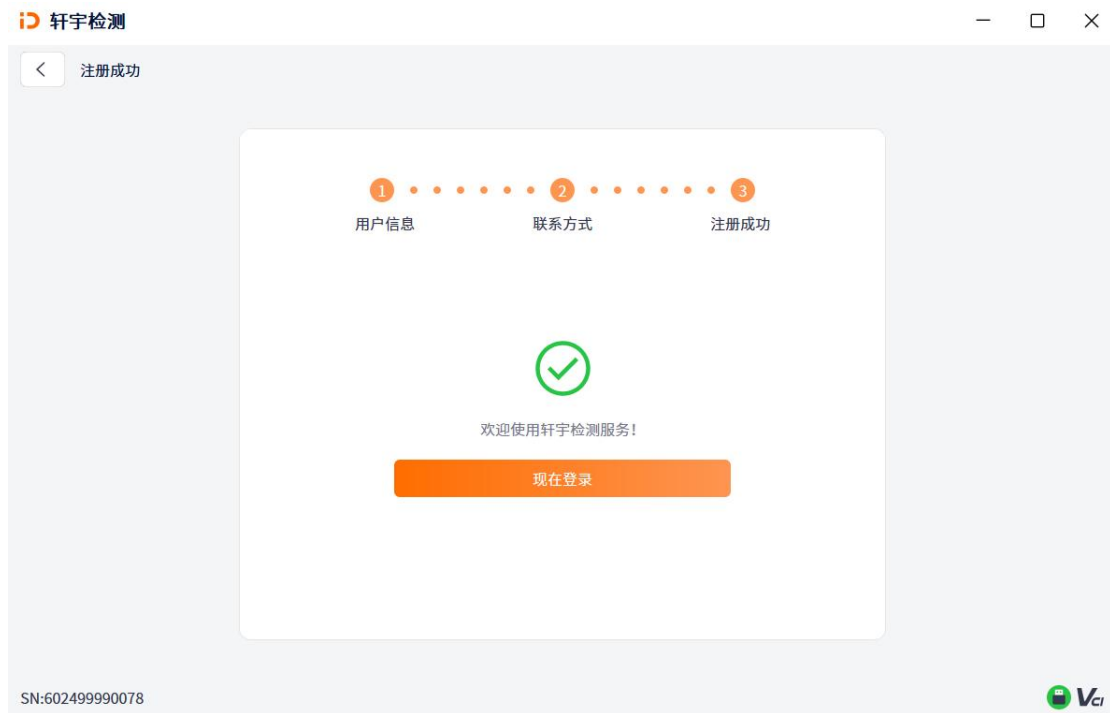 轩宇检测
注册成功
1 2 3
用户信息 联系方式 注册成功
欢迎使用轩宇检测服务!
现在登录
SN:602499990078
VCI